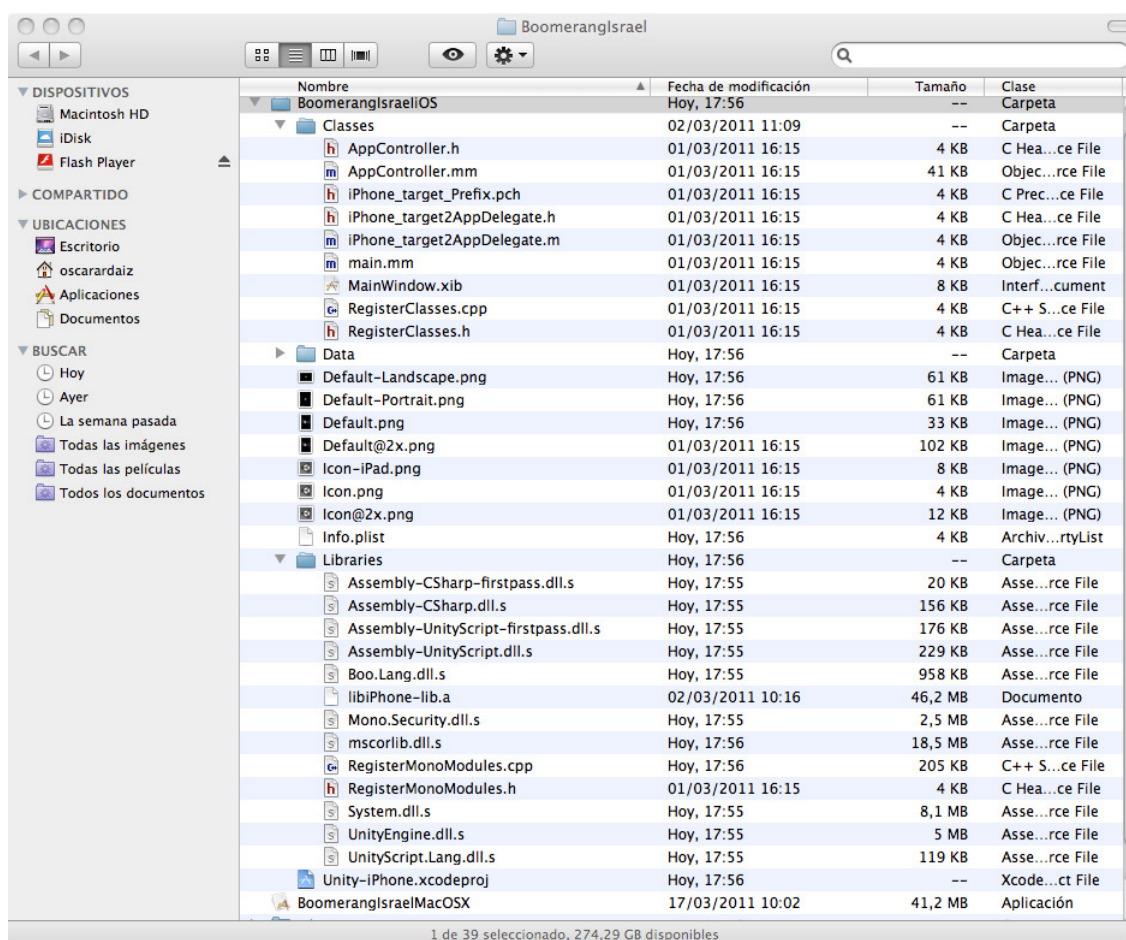 BoomerangIsrael
DISPOSITIVOS
Macintosh HD
iDisk
Flash Player
COMPARTIDO
UBICACIONES
Escritorio
oscarardaiz
Aplicaciones
Documentos
BUSCAR
Hoy
Ayer
La semana pasada
Todas las imágenes
Todas las películas
Todos los documentos
Nombre Fecha de modificación Tamaño Clase
BoomerangIsraeliOS Hoy, 17:56 -- Carpeta
Classes 02/03/2011 11:09 -- Carpeta
AppController.h 01/03/2011 16:15 4 KB C Hea...ce File
AppController.mm 01/03/2011 16:15 41 KB Objec...rce File
iPhone_target_Prefix.pch 01/03/2011 16:15 4 KB C Prec...ce File
iPhone_target2AppDelegate.h 01/03/2011 16:15 4 KB C Hea...ce File
iPhone_target2AppDelegate.m 01/03/2011 16:15 4 KB Objec...rce File
main.mm 01/03/2011 16:15 4 KB Objec...rce File
MainWindow.xib 01/03/2011 16:15 8 KB Interf...cument
RegisterClasses.cpp 01/03/2011 16:15 4 KB C++ S...ce File
RegisterClasses.h 01/03/2011 16:15 4 KB C Hea...ce File
Data Hoy, 17:56 -- Carpeta
Default-Landscape.png Hoy, 17:56 61 KB Image... (PNG)
Default-Portrait.png Hoy, 17:56 61 KB Image... (PNG)
Default.png Hoy, 17:56 33 KB Image... (PNG)
Default@2x.png 01/03/2011 16:15 102 KB Image... (PNG)
Icon-iPad.png 01/03/2011 16:15 8 KB Image... (PNG)
Icon.png 01/03/2011 16:15 4 KB Image... (PNG)
Icon@2x.png 01/03/2011 16:15 12 KB Image... (PNG)
Info.plist Hoy, 17:56 4 KB Archiv...rtyList
Libraries Hoy, 17:56 -- Carpeta
Assembly-CSharp-firstpass.dll.s Hoy, 17:55 20 KB Asse...rce File
Assembly-CSharp.dll.s Hoy, 17:55 156 KB Asse...rce File
Assembly-UnityScript-firstpass.dll.s Hoy, 17:55 176 KB Asse...rce File
Assembly-UnityScript.dll.s Hoy, 17:55 229 KB Asse...rce File
Boo.Lang.dll.s Hoy, 17:55 958 KB Asse...rce File
libiPhone-lib.a 02/03/2011 10:16 46,2 MB Documento
Mono.Security.dll.s Hoy, 17:55 2,5 MB Asse...rce File
mscorlib.dll.s Hoy, 17:56 18,5 MB Asse...rce File
RegisterMonoModules.cpp Hoy, 17:56 205 KB C++ S...ce File
RegisterMonoModules.h 01/03/2011 16:15 4 KB C Hea...ce File
System.dll.s Hoy, 17:55 8,1 MB Asse...rce File
UnityEngine.dll.s Hoy, 17:55 5 MB Asse...rce File
UnityScript.Lang.dll.s Hoy, 17:55 119 KB Asse...rce File
Unity-iPhone.xcodeproj Hoy, 17:56 -- Xcode...ct File
BoomerangIsraelMacOSX 17/03/2011 10:02 41,2 MB Aplicación
1 de 39 seleccionado, 274,29 GB disponibles